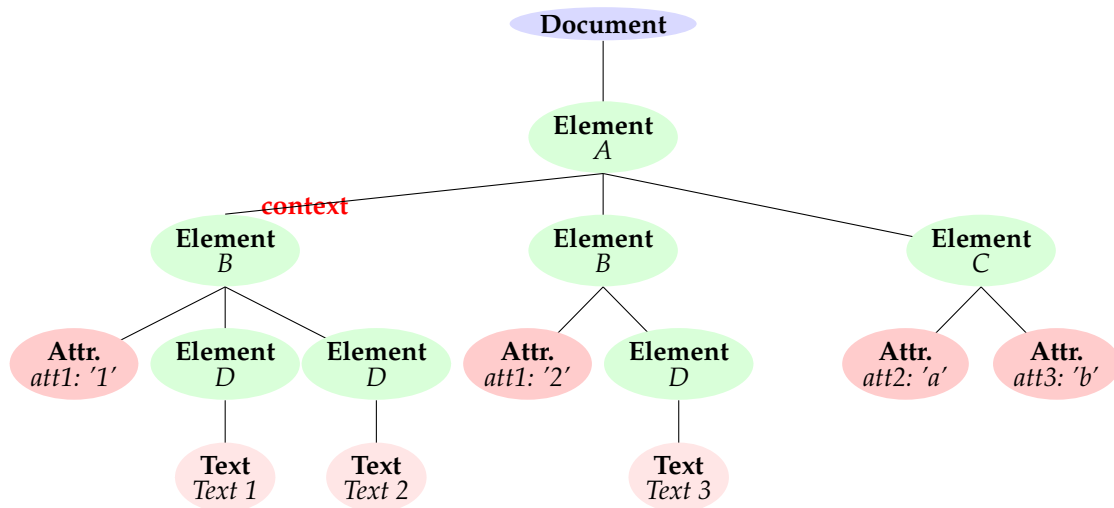 Document
Element
A
context
Element
B
Element
B
Element
C
Attr.
att1: '1'
Element
D
Element
D
Attr.
att1: '2'
Element
D
Attr.
att2: 'a'
Attr.
att3: 'b'
Text
Text 1
Text
Text 2
Text
Text 3